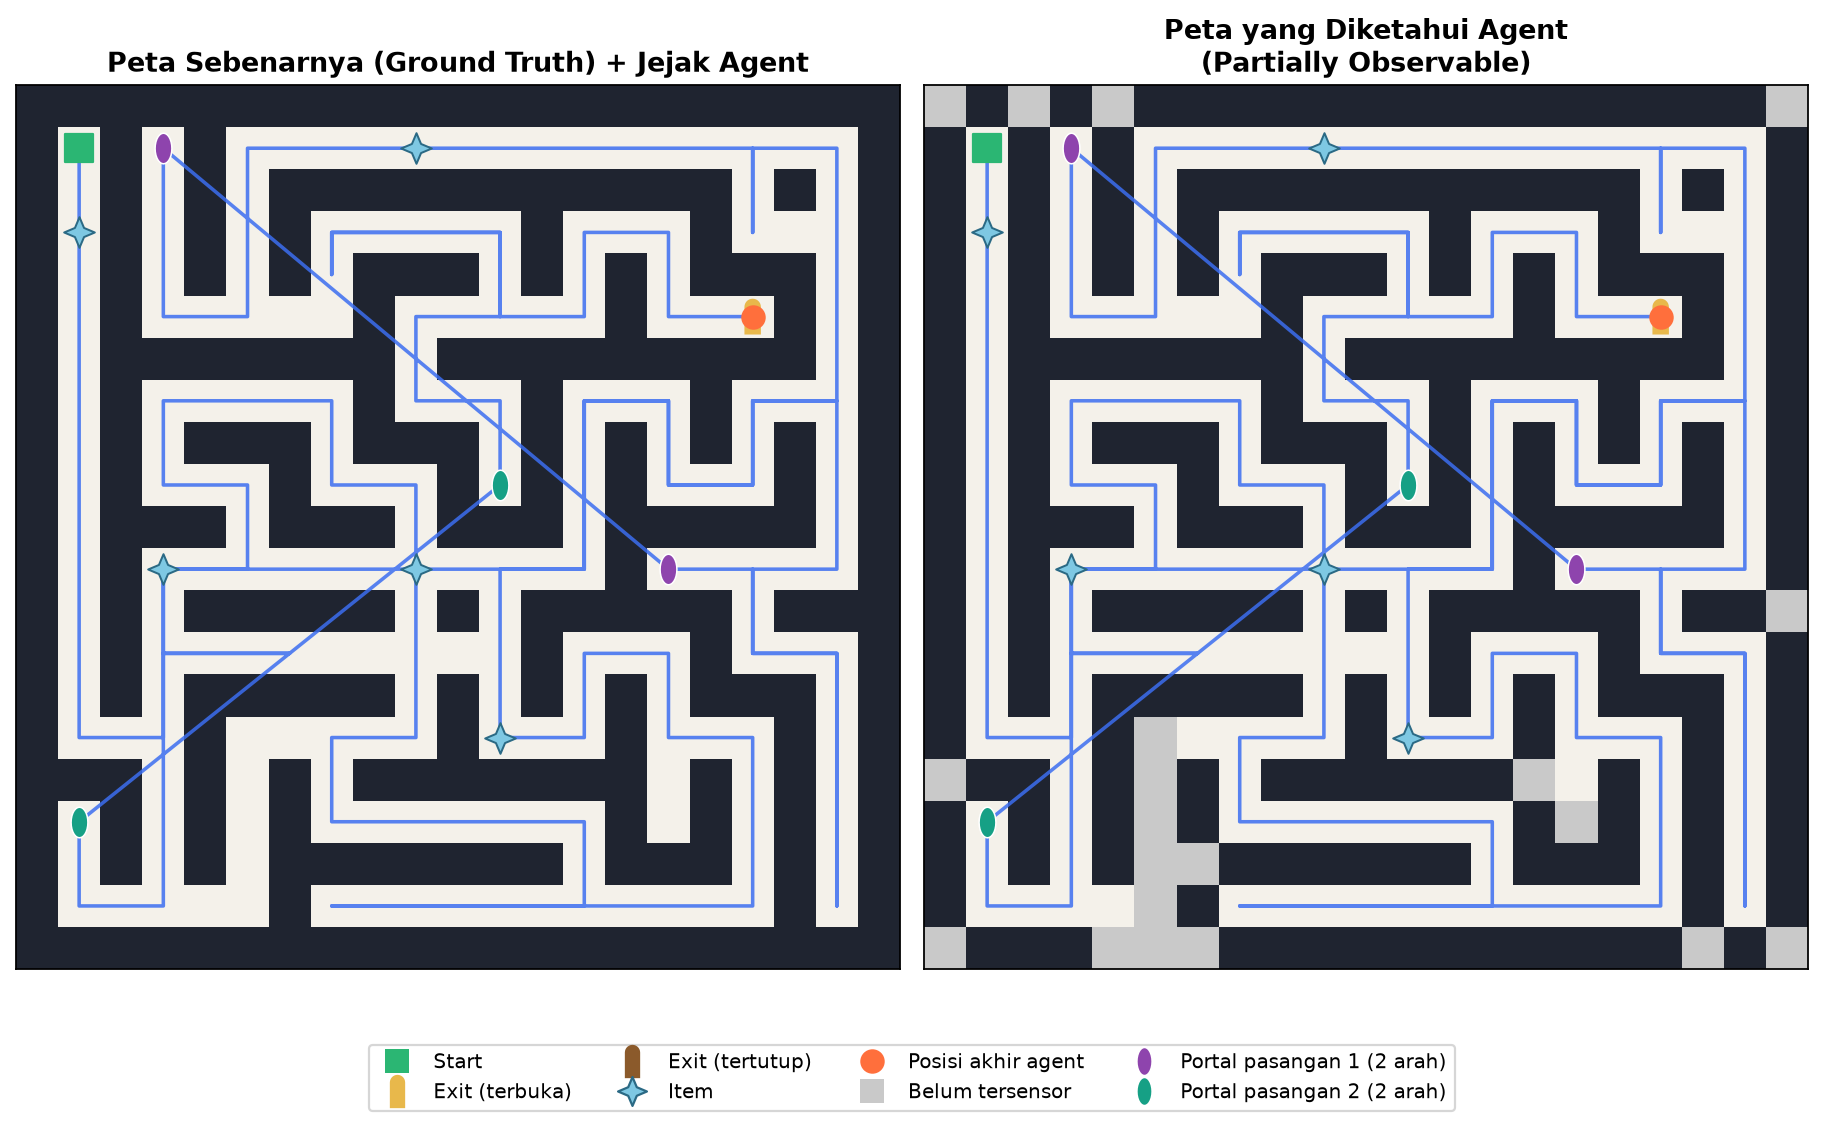 Peta Sebenarnya (Ground Truth) + Jejak Agent
Peta yang Diketahui Agent
(Partially Observable)
Start
Exit (terbuka)
Exit (tertutup)
Item
Posisi akhir agent
Belum tersensor
Portal pasangan 1 (2 arah)
Portal pasangan 2 (2 arah)